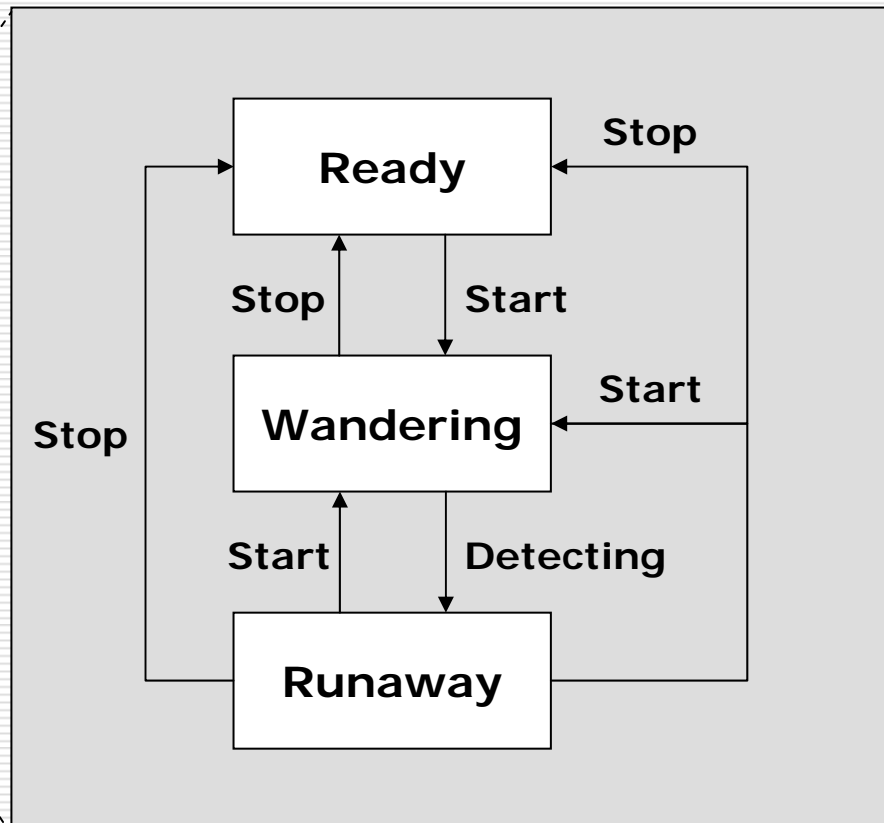 Stop
Ready
Stop
Start
Start
Wandering
Stop
Start
Detecting
Runaway